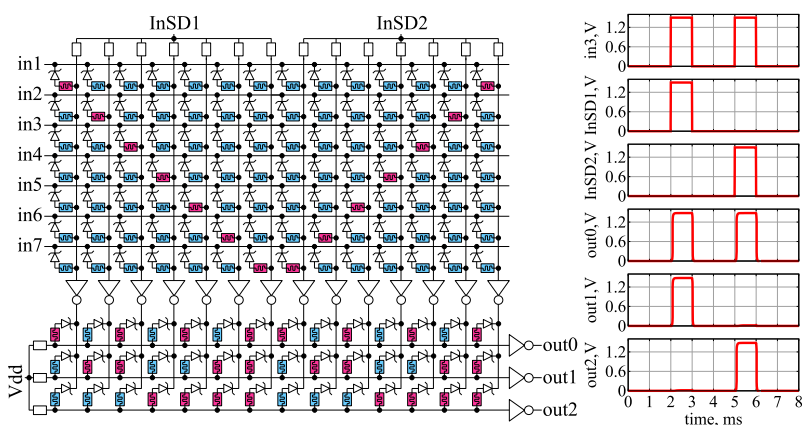 InSD1 InSD2
in1
in2
in3
in4
in5
in6
in7
Vdd
out0
out1
out2
in3, V
1.2
0.6
0
InSD1, V
1.2
0.6
0
InSD2, V
1.2
0.6
0
out0, V
1.2
0.6
0
out1, V
1.2
0.6
0
out2, V
1.2
0.6
0
0 1 2 3 4 5 6 7 8
time, ms